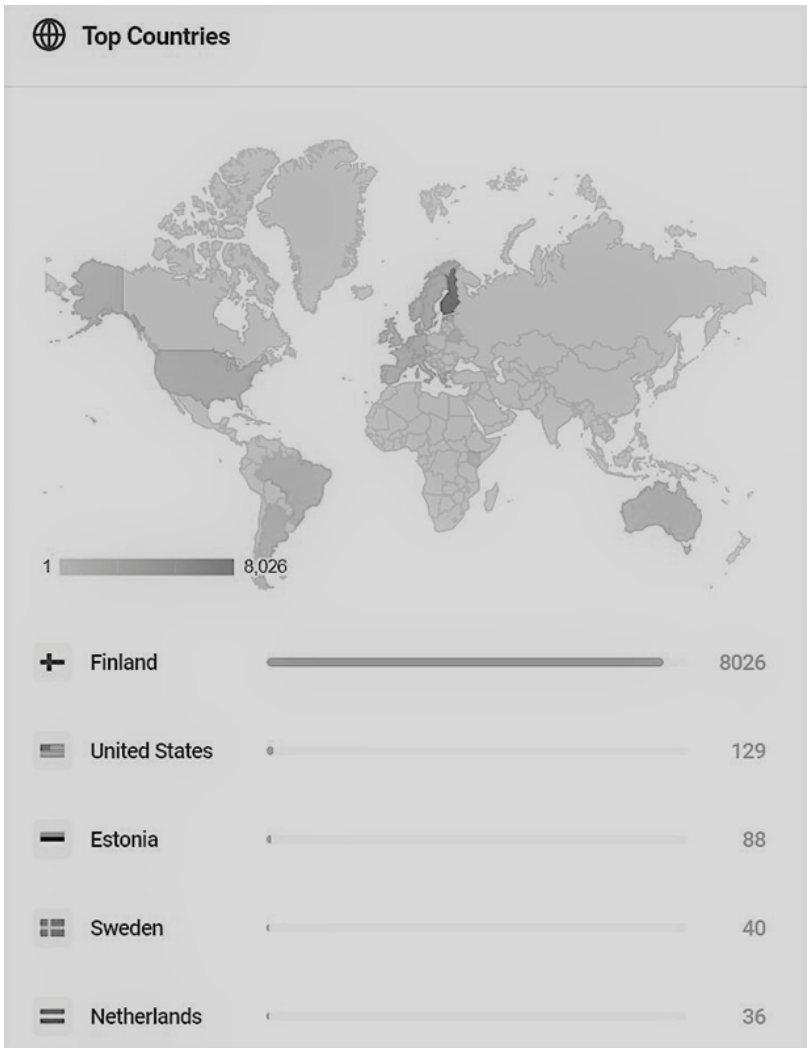 Top Countries
1 8,026
Finland 8026
United States 129
Estonia 88
Sweden 40
Netherlands 36